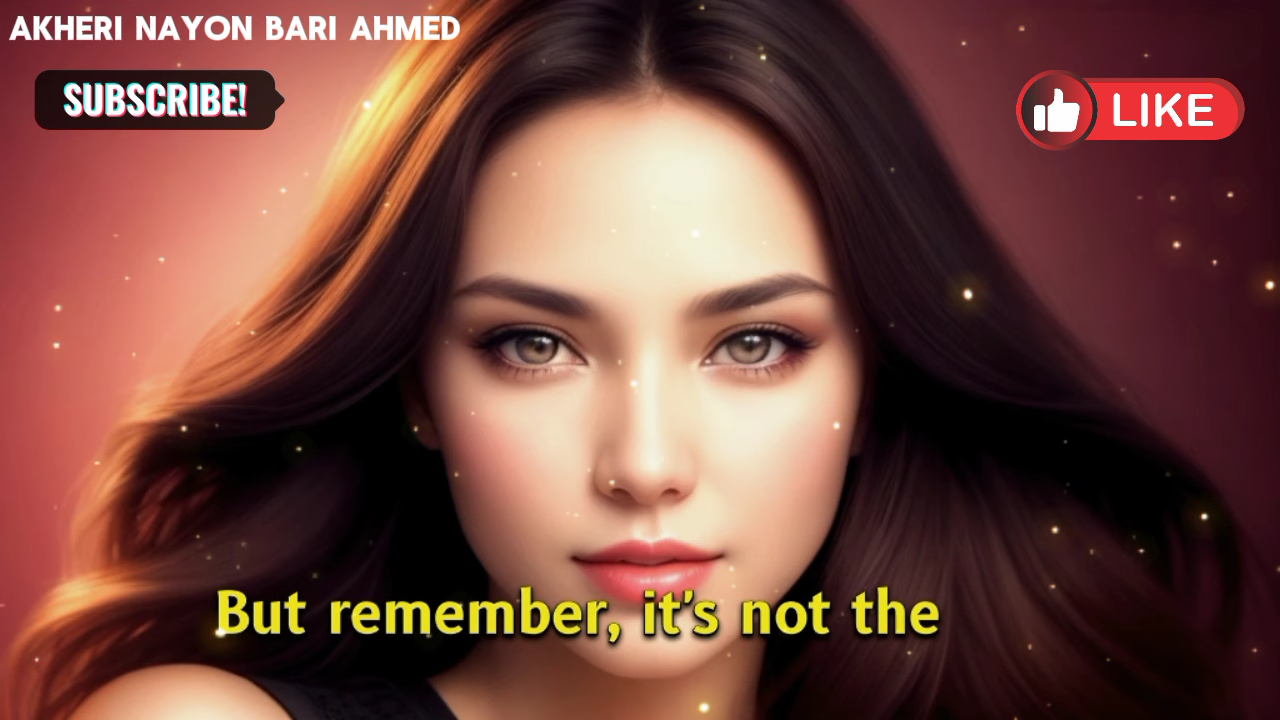 AKHERI NAYON BARI AHMED
SUBSCRIBE!
LIKE
But remember, it's not the